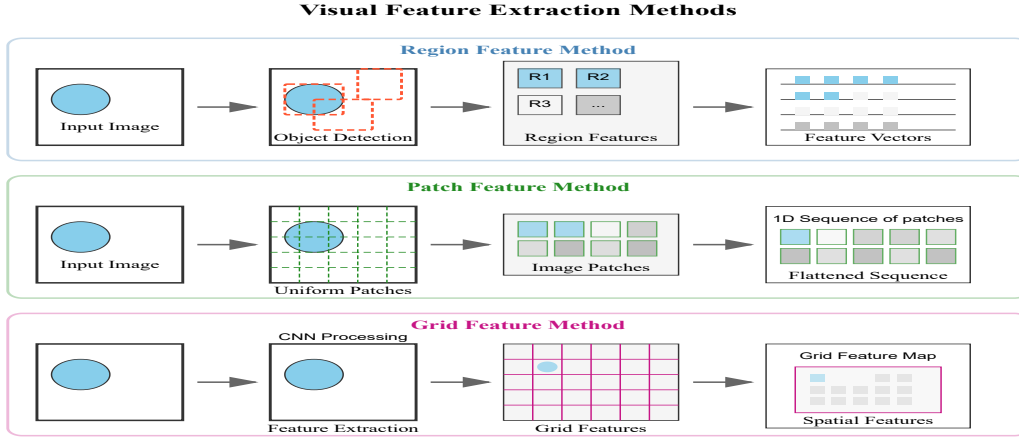 Visual Feature Extraction Methods
Region Feature Method
Input Image
Object Detection
R1
R2
R3
...
Region Features
Feature Vectors
Patch Feature Method
Input Image
Uniform Patches
Image Patches
1D Sequence of patches
Flattened Sequence
Grid Feature Method
CNN Processing
Feature Extraction
Grid Features
Grid Feature Map
Spatial Features